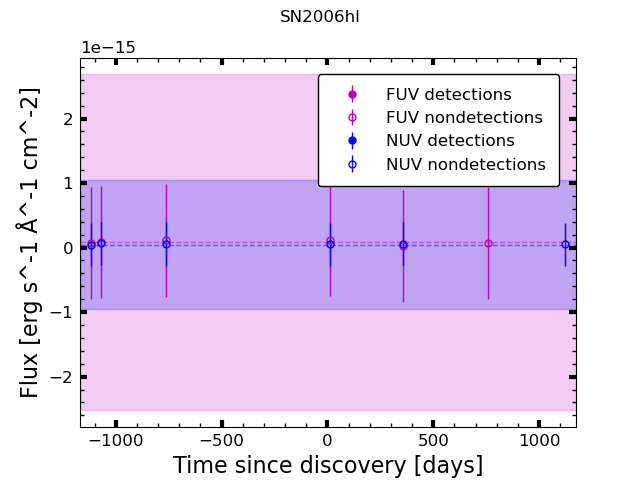 SN2006hl
1e−15
FUV detections
FUV nondetections
NUV detections
NUV nondetections
2
1
0
−1
−2
Flux [erg s^-1 Å^-1 cm^-2]
−1000
−500
0
500
1000
Time since discovery [days]